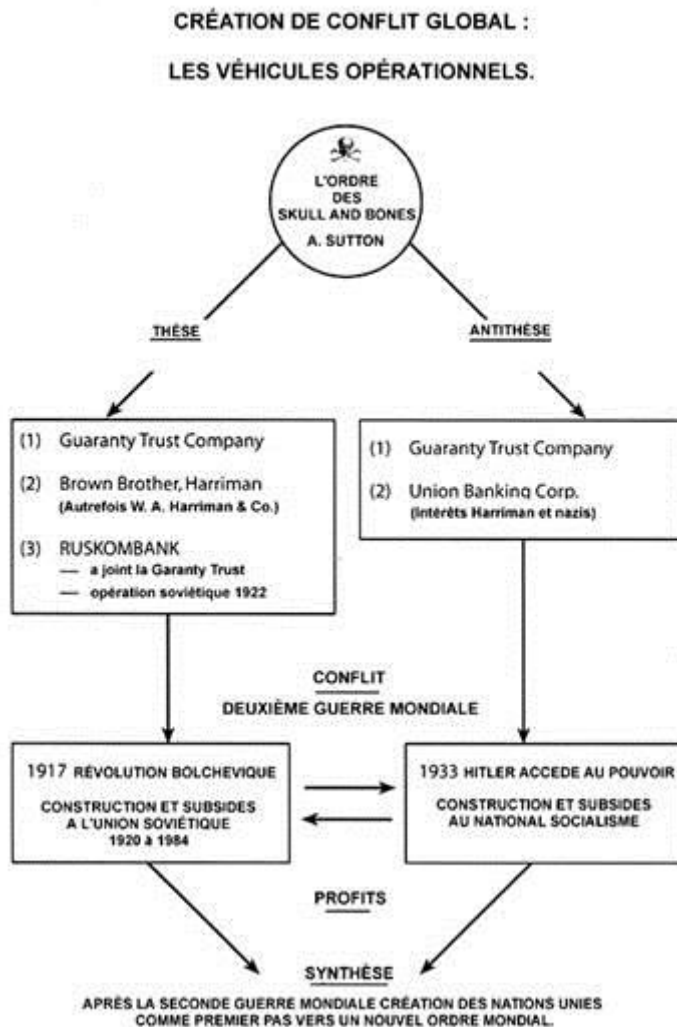 CRÉATION DE CONFLIT GLOBAL :
LES VÉHICULES OPÉRATIONNELS.
L'ORDRE
DES
SKULL AND BONES
A. SUTTON
THÈSE
ANTITHÈSE
(1) Guaranty Trust Company
(2) Brown Brother, Harriman
(Autrefois W. A. Harriman & Co.)
(3) RUSKOMBANK
— a joint la Garanty Trust
— opération soviétique 1922
(1) Guaranty Trust Company
(2) Union Banking Corp.
(Intérêts Harriman et nazis)
CONFLIT
DEUXIÈME GUERRE MONDIALE
1917 RÉVOLUTION BOLCHEVIQUE
CONSTRUCTION ET SUBSIDES
A L'UNION SOVIÉTIQUE
1920 à 1984
1933 HITLER ACCEDE AU POUVOIR
CONSTRUCTION ET SUBSIDES
AU NATIONAL SOCIALISME
PROFITS
SYNTHÈSE
APRÈS LA SECONDE GUERRE MONDIALE CRÉATION DES NATIONS UNIES
COMME PREMIER PAS VERS UN NOUVEL ORDRE MONDIAL.